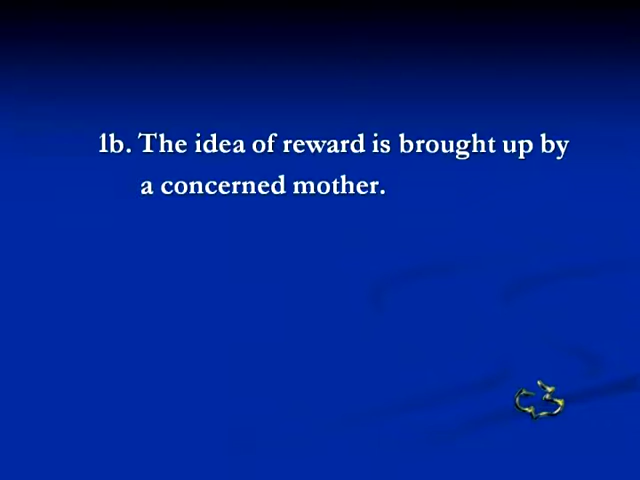 1b. The idea of reward is brought up by
a concerned mother.